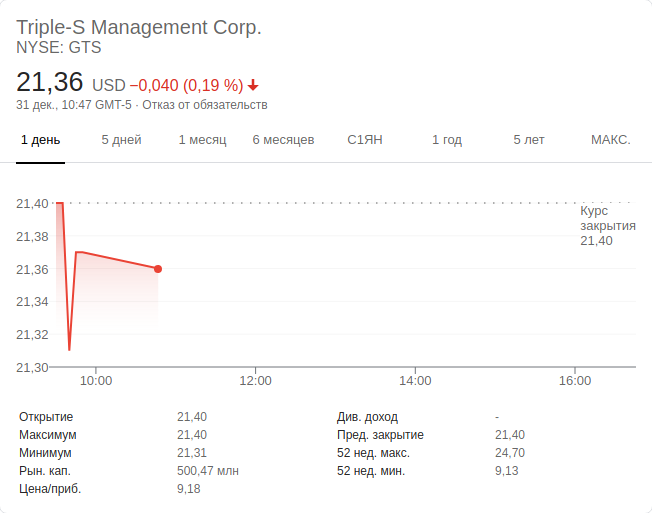 Triple-S Management Corp.
NYSE: GTS
21,36 USD −0,040 (0,19 %)
31 дек., 10:47 GMT-5 · Отказ от обязательств
1 день 5 дней 1 месяц 6 месяцев С1ЯН 1 год 5 лет МАКС.
21,40
21,38
21,36
21,34
21,32
21,30
Курс
закрытия
21,40
10:00 12:00 14:00 16:00
Открытие 21,40 Див. доход -
Максимум 21,40 Пред. закрытие 21,40
Минимум 21,31 52 нед. макс. 24,70
Рын. кап. 500,47 млн 52 нед. мин. 9,13
Цена/приб. 9,18